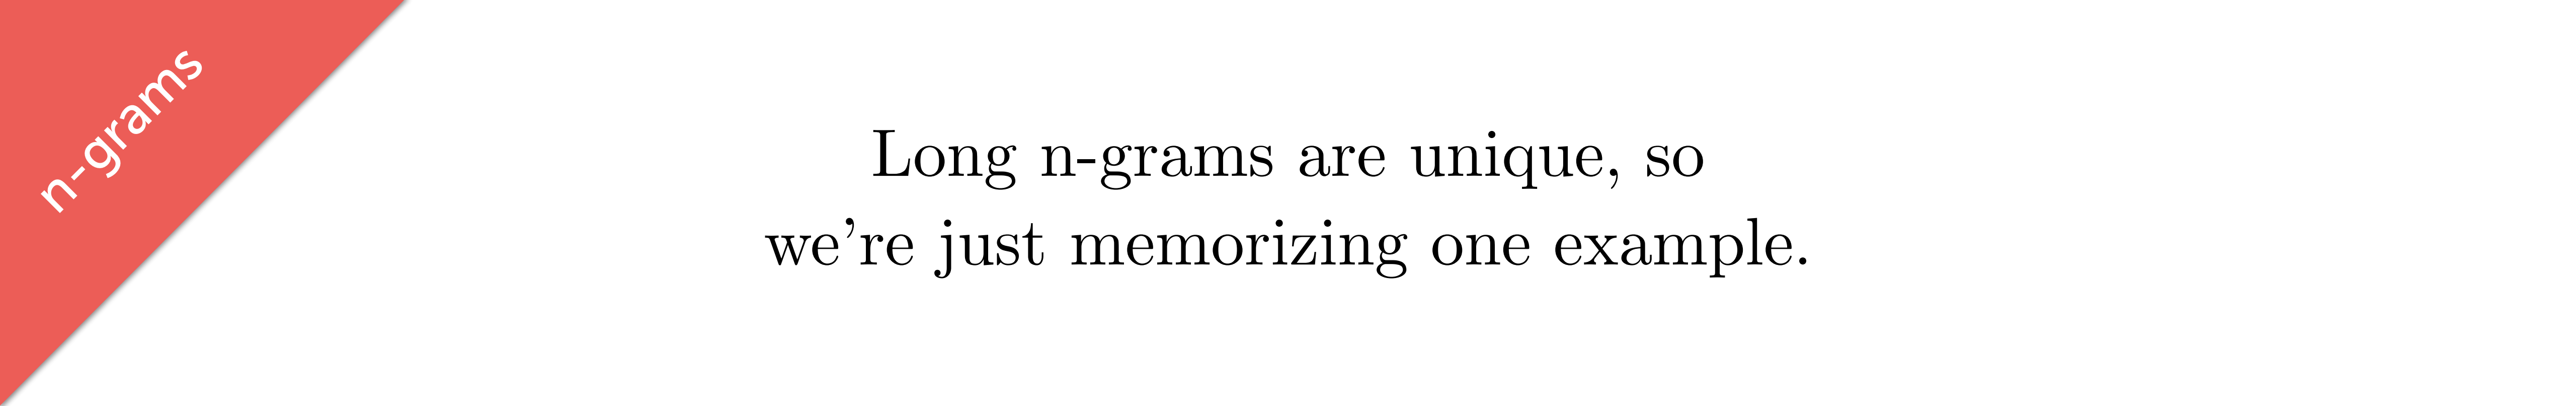 n-grams
Long n-grams are unique, so
we're just memorizing one example.